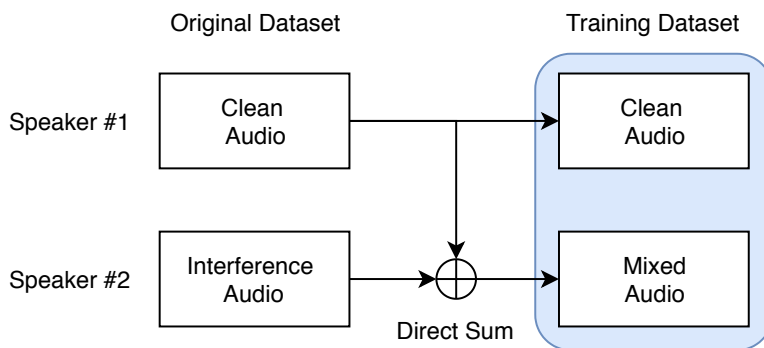 Original Dataset
Training Dataset
Speaker #1
Clean
Audio
Clean
Audio
Speaker #2
Interference
Audio
Mixed
Audio
Direct Sum